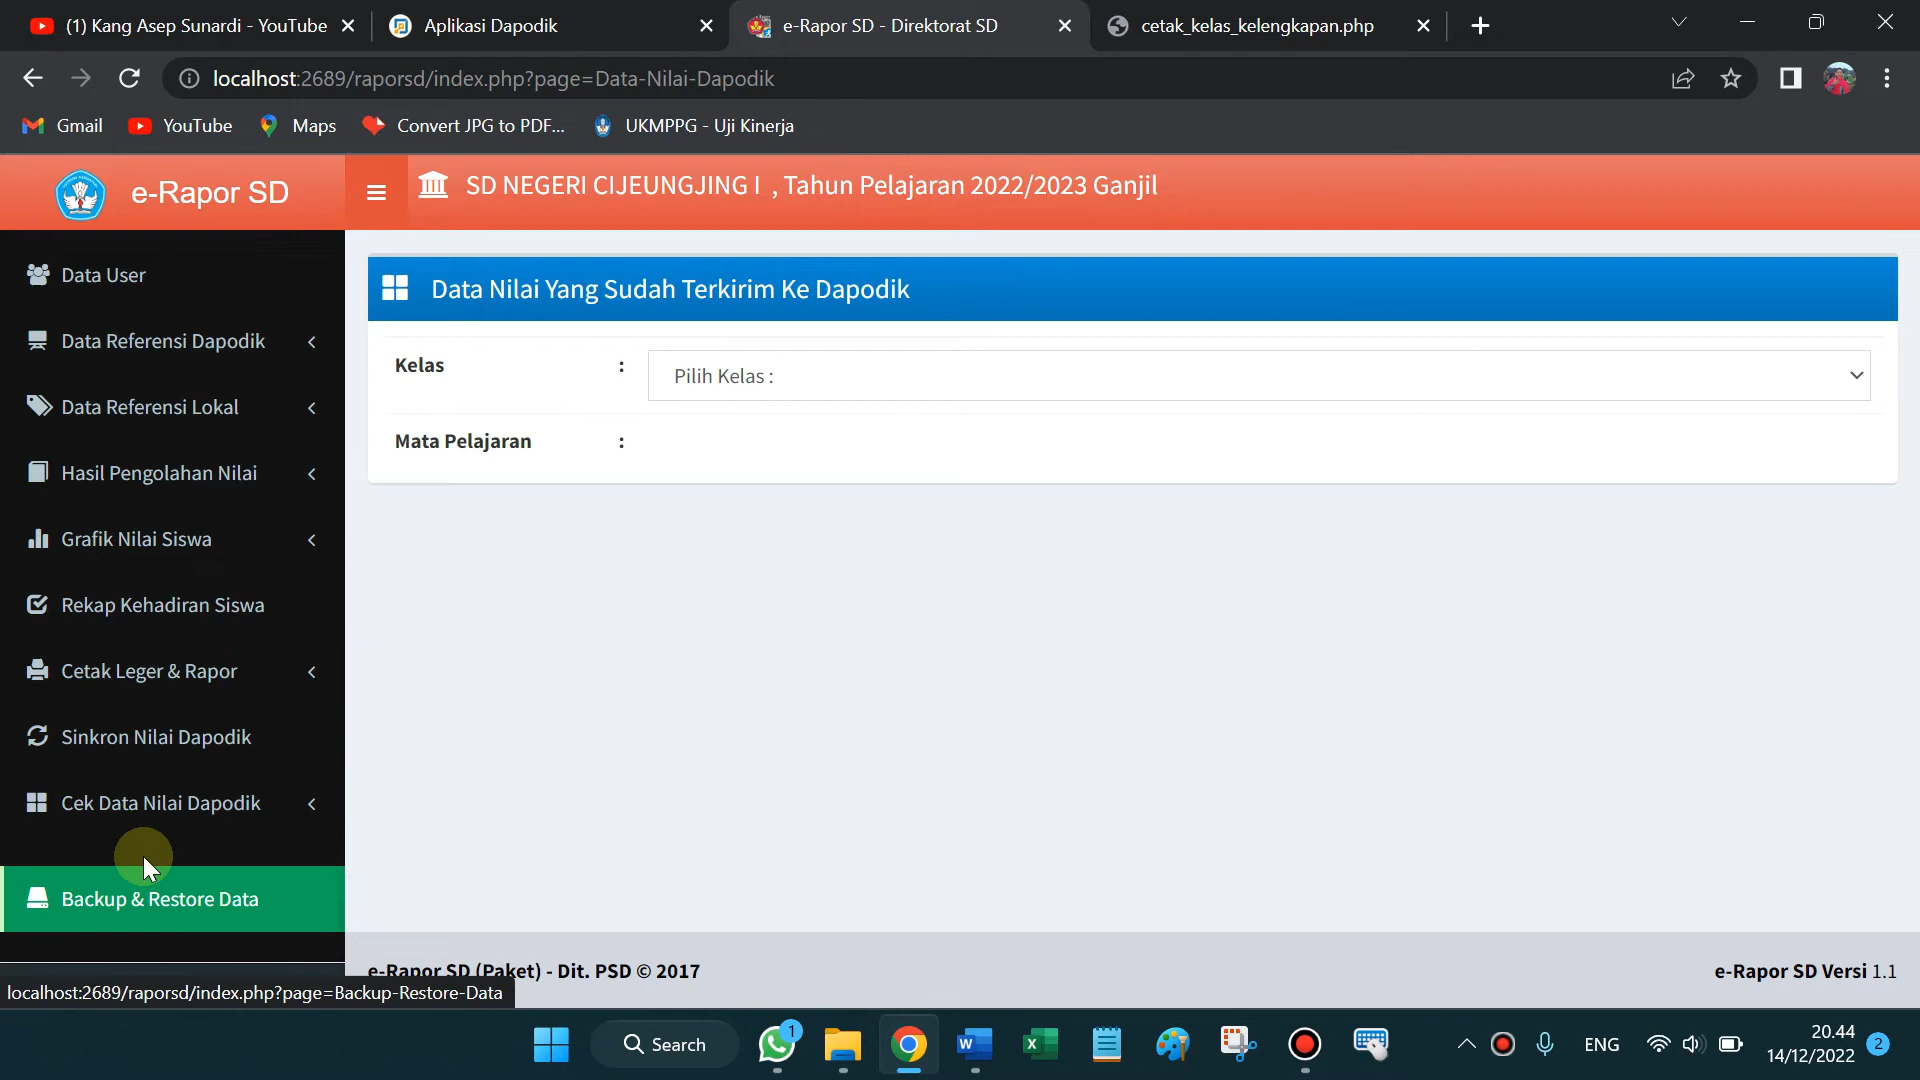 (1) Kang Asep Sunardi - YouTube
Aplikasi Dapodik
e-Rapor SD - Direktorat SD
cetak_kelas_kelengkapan.php
localhost:2689/raporsd/index.php?page=Data-Nilai-Dapodik
Gmail
YouTube
Maps
Convert JPG to PDF...
UKMPPG - Uji Kinerja
e-Rapor SD
SD NEGERI CIJEUNGJING I , Tahun Pelajaran 2022/2023 Ganjil
Data User
Data Referensi Dapodik
Data Referensi Lokal
Hasil Pengolahan Nilai
Grafik Nilai Siswa
Rekap Kehadiran Siswa
Cetak Leger & Rapor
Sinkron Nilai Dapodik
Cek Data Nilai Dapodik
Backup & Restore Data
Data Nilai Yang Sudah Terkirim Ke Dapodik
Kelas :
Pilih Kelas :
Mata Pelajaran :
e-Rapor SD (Paket) - Dit. PSD © 2017
e-Rapor SD Versi 1.1
localhost:2689/raporsd/index.php?page=Backup-Restore-Data
Search
1
ENG
20.44
14/12/2022
2